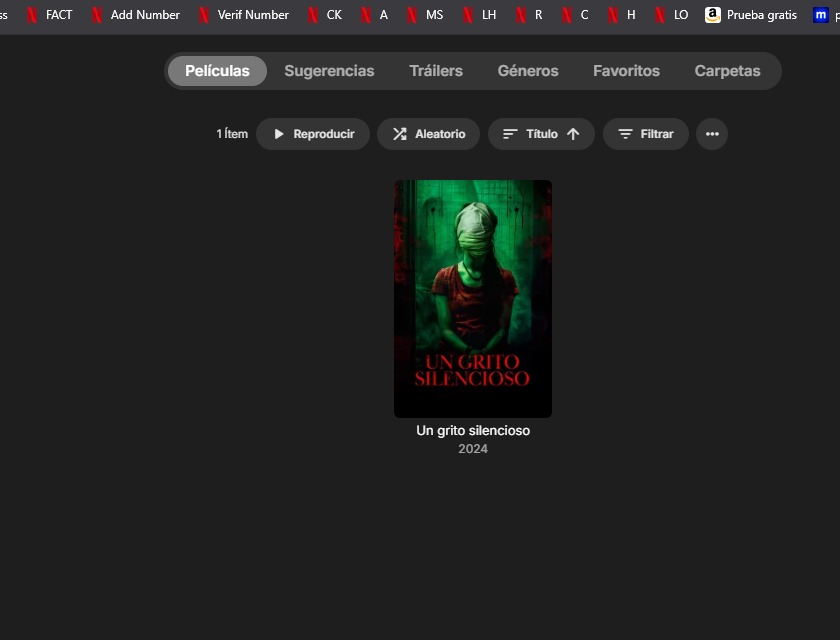 ss FACT Add Number Verif Number CK A MS LH R C H LO Prueba gratis
Películas Sugerencias Tráilers Géneros Favoritos Carpetas
1 Ítem Reproducir Aleatorio Título Filtrar
UN GRITO
SILENCIOSO
Un grito silencioso
2024